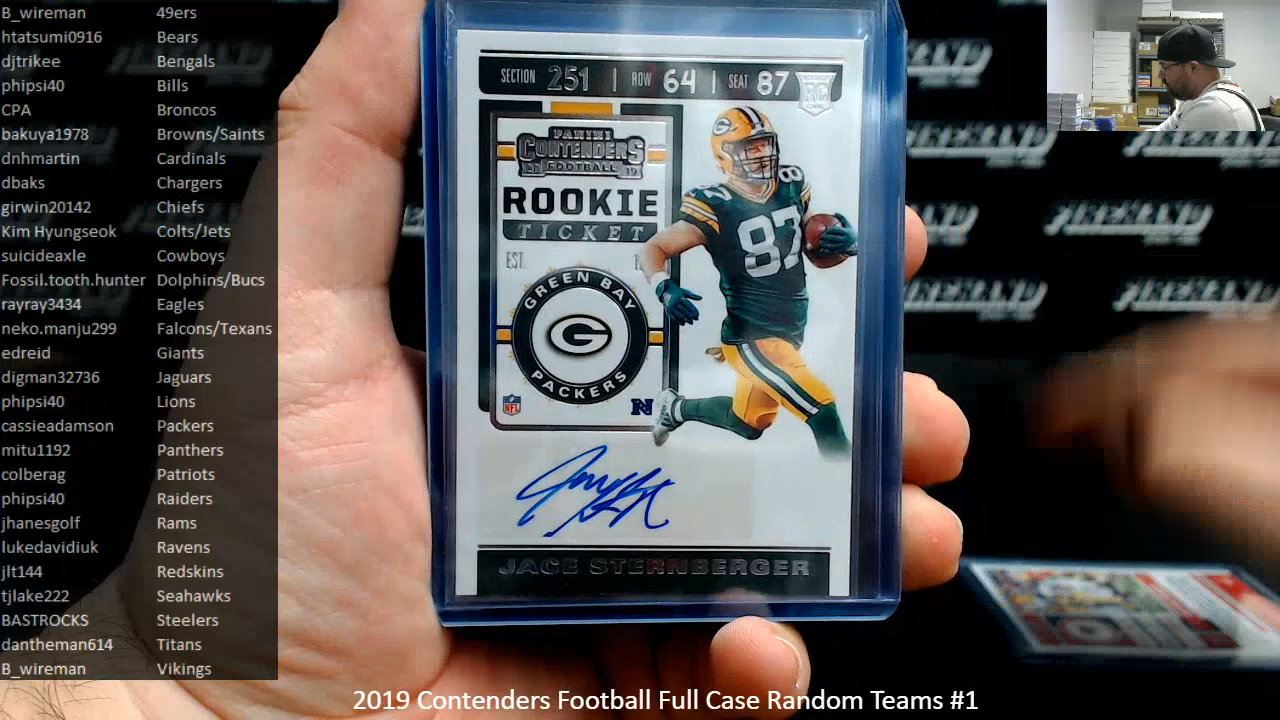 B_wireman 49ers
htatsumi0916 Bears
djtrikee Bengals
phipsi40 Bills
CPA Broncos
bakuya1978 Browns/Saints
dnhmartin Cardinals
dbaks Chargers
girwin20142 Chiefs
Kim Hyungseok Colts/Jets
suicideaxle Cowboys
Fossil.tooth.hunter Dolphins/Bucs
rayray3434 Eagles
neko.manju299 Falcons/Texans
edreid Giants
digman32736 Jaguars
phipsi40 Lions
cassieadamson Packers
mitu1192 Panthers
colberag Patriots
phipsi40 Raiders
jhanesgolf Rams
lukedavidiuk Ravens
jlt144 Redskins
tjlake222 Seahawks
BASTROCKS Steelers
dantheman614 Titans
B_wireman Vikings
SECTION 251 | ROW 64 | SEAT 87
RC
PANINI
CONTENDERS
FOOTBALL
ROOKIE
TICKET
EST.
GREEN BAY
G
PACKERS
NFL
N
87
87
JACE STERNBERGER
2019 Contenders Football Full Case Random Teams #1